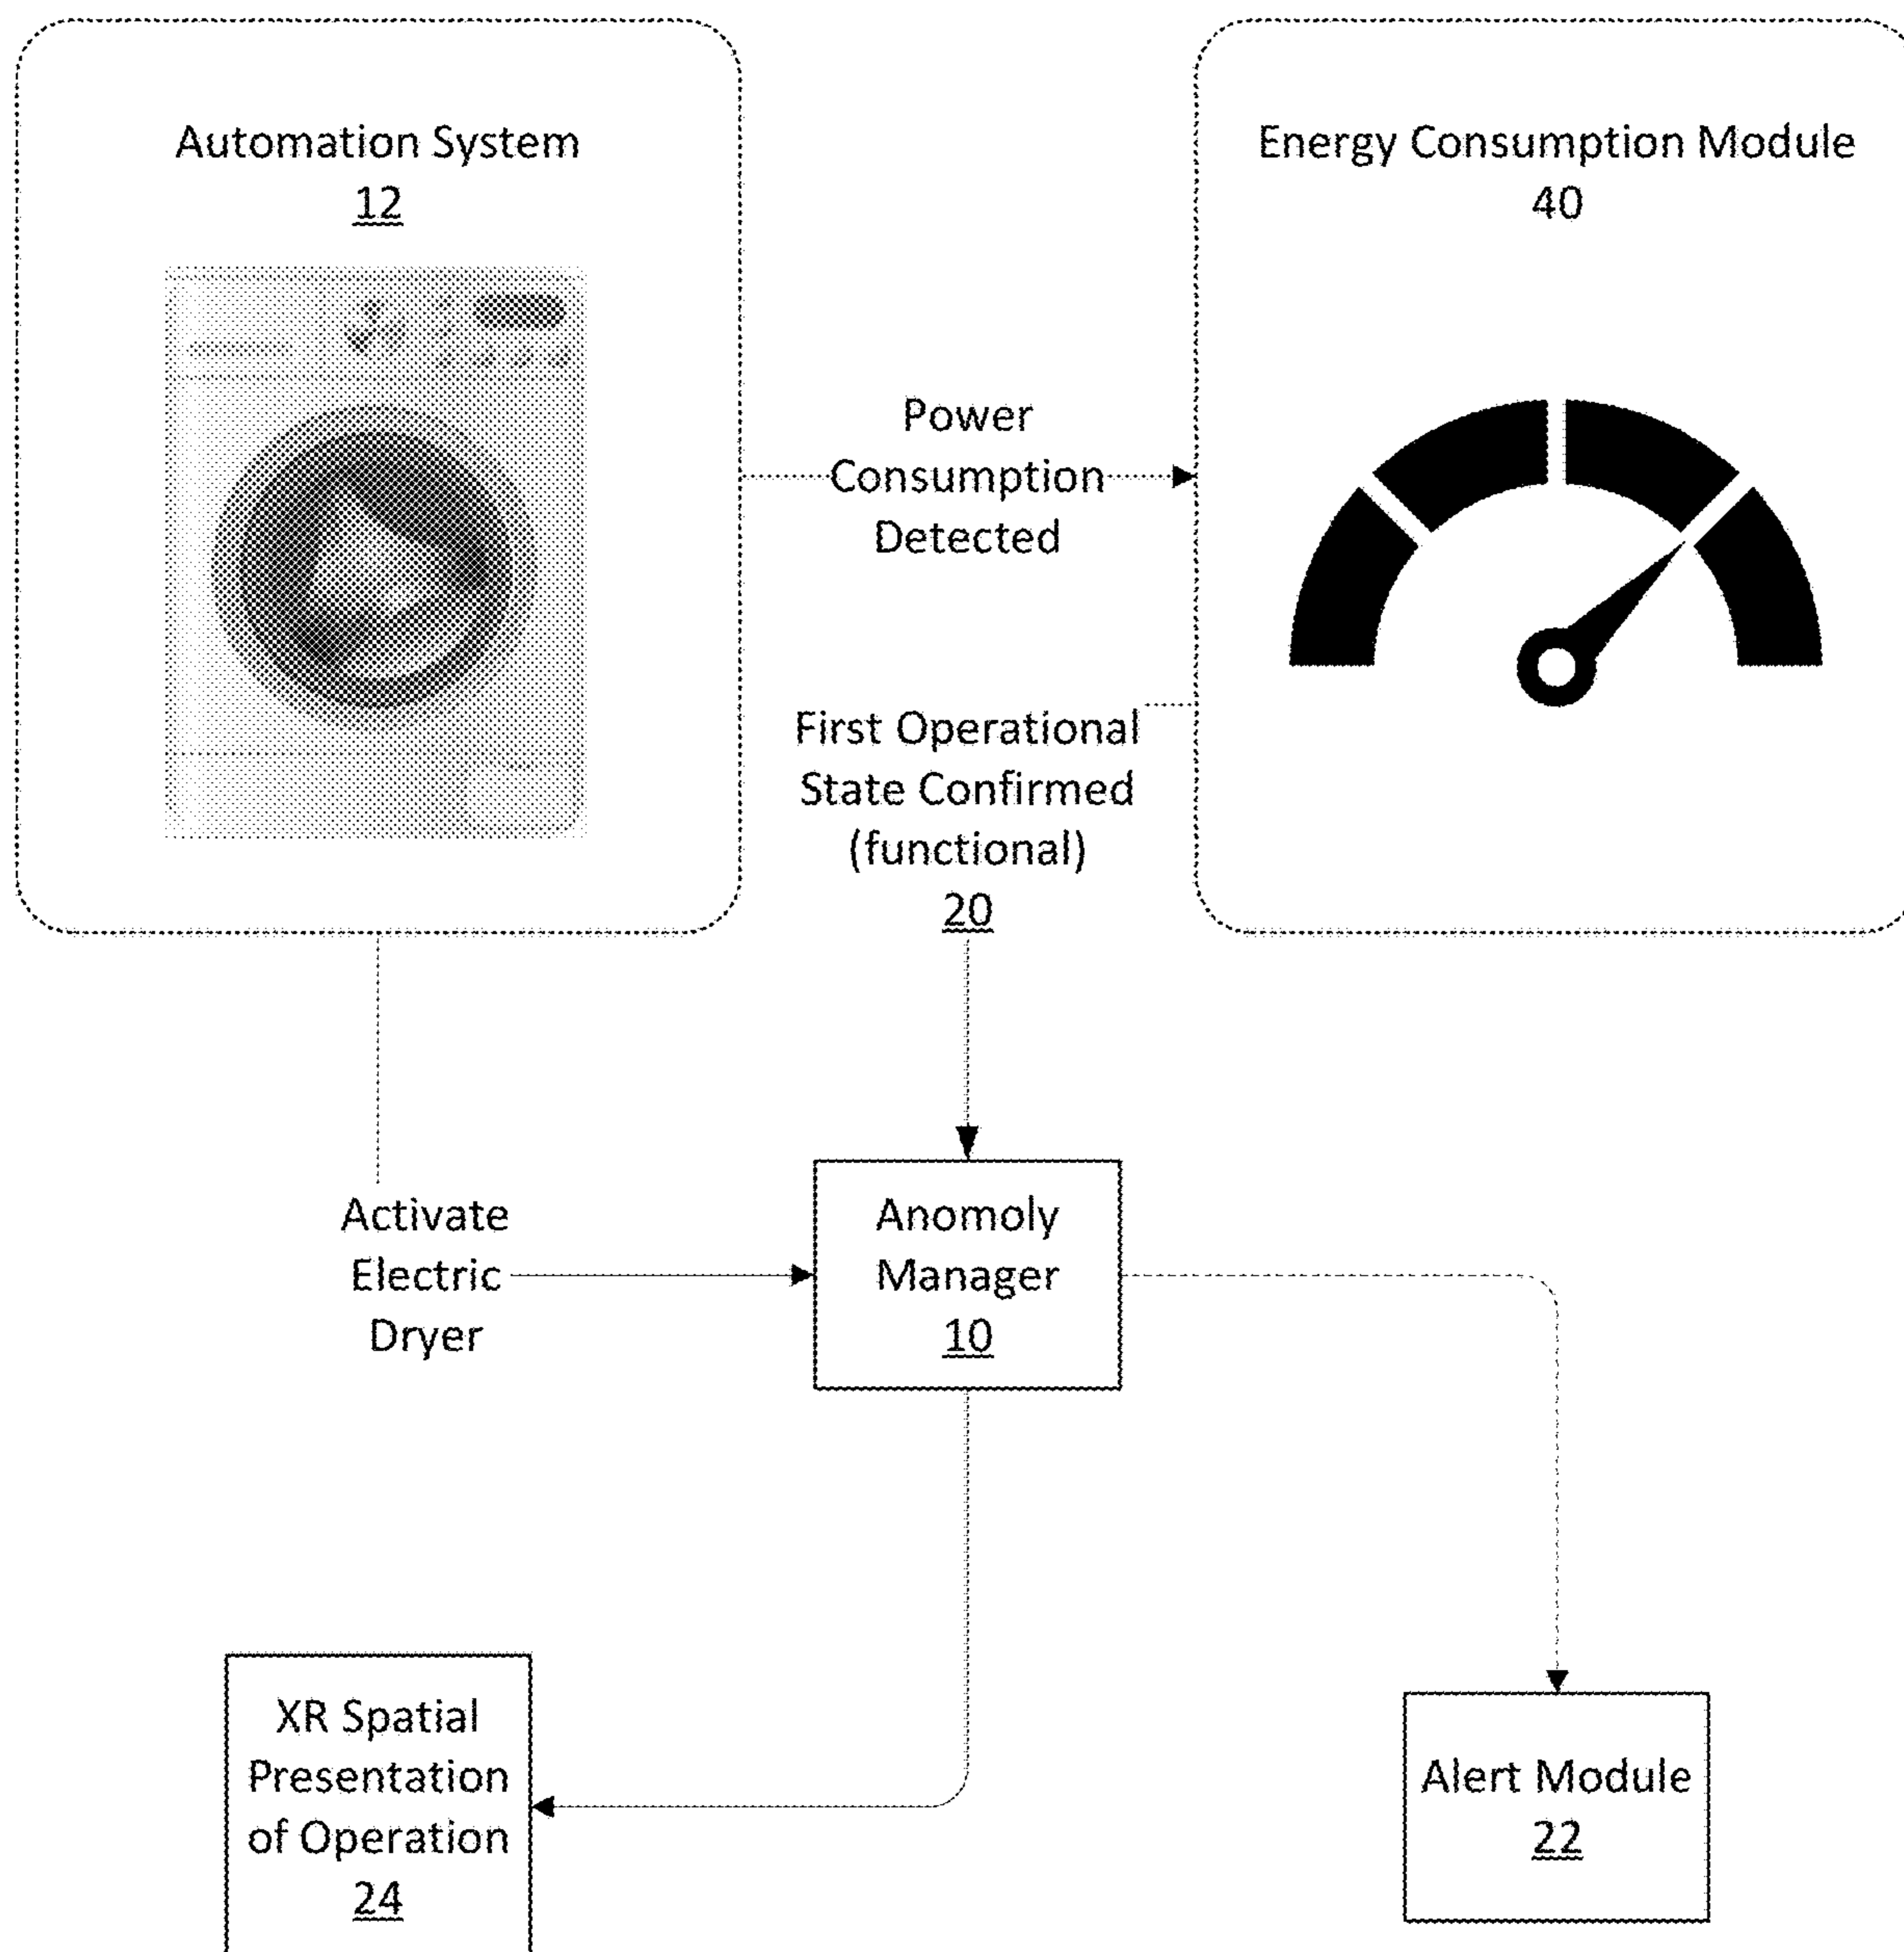 Automation System
12
Energy Consumption Module
40
Power
Consumption
Detected
First Operational
State Confirmed
(functional)
20
Activate
Electric
Dryer
Anomoly
Manager
10
XR Spatial
Presentation
of Operation
24
Alert Module
22